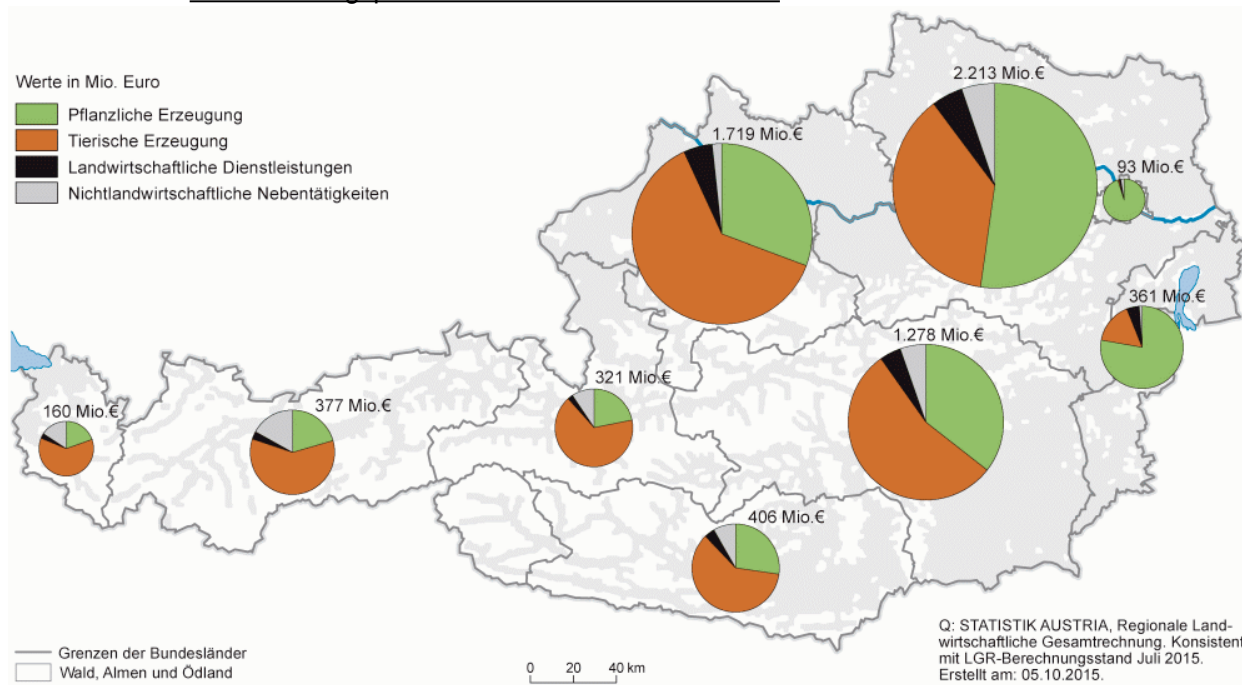 Werte in Mio. Euro
Pflanzliche Erzeugung
Tierische Erzeugung
Landwirtschaftliche Dienstleistungen
Nichtlandwirtschaftliche Nebentätigkeiten
2.213 Mio.€
1.719 Mio.€
93 Mio.€
361 Mio.€
1.278 Mio.€
321 Mio.€
377 Mio.€
160 Mio.€
406 Mio.€
Grenzen der Bundesländer
Wald, Almen und Ödland
0 20 40 km
Q: STATISTIK AUSTRIA, Regionale Land-
wirtschaftliche Gesamtrechnung. Konsistent
mit LGR-Berechnungsstand Juli 2015.
Erstellt am: 05.10.2015.